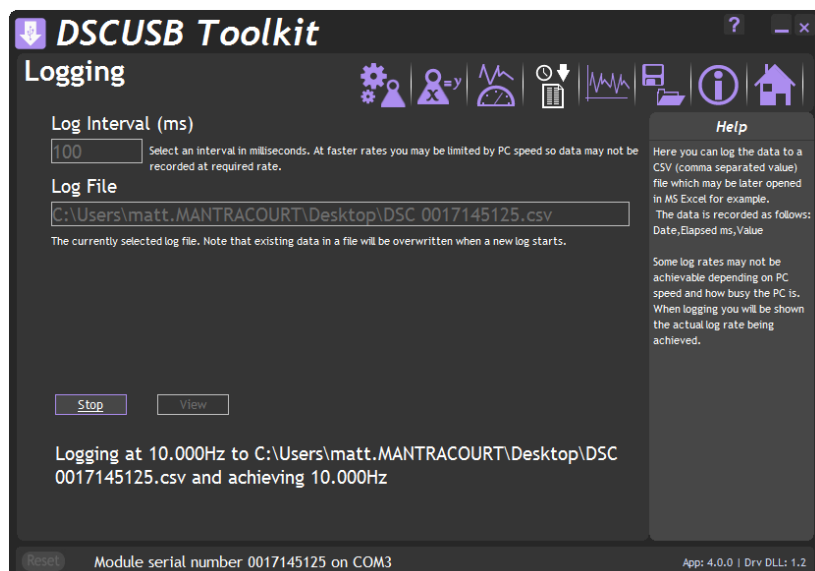 DSCUSB Toolkit
?
Logging
X =y
Log Interval (ms)
100
Select an interval in milliseconds. At faster rates you may be limited by PC speed so data may not be
recorded at required rate.
Log File
C:\Users\matt.MANTRACOURT\Desktop\DSC 0017145125.csv
The currently selected log file. Note that existing data in a file will be overwritten when a new log starts.
Stop
View
Logging at 10.000Hz to C:\Users\matt.MANTRACOURT\Desktop\DSC
0017145125.csv and achieving 10.000Hz
Help
Here you can log the data to a
CSV (comma separated value)
file which may be later opened
in MS Excel for example.
The data is recorded as follows:
Date,Elapsed ms,Value
Some log rates may not be
achievable depending on PC
speed and how busy the PC is.
When logging you will be shown
the actual log rate being
achieved.
Reset
Module serial number 0017145125 on COM3
App: 4.0.0 | Drv DLL: 1.2